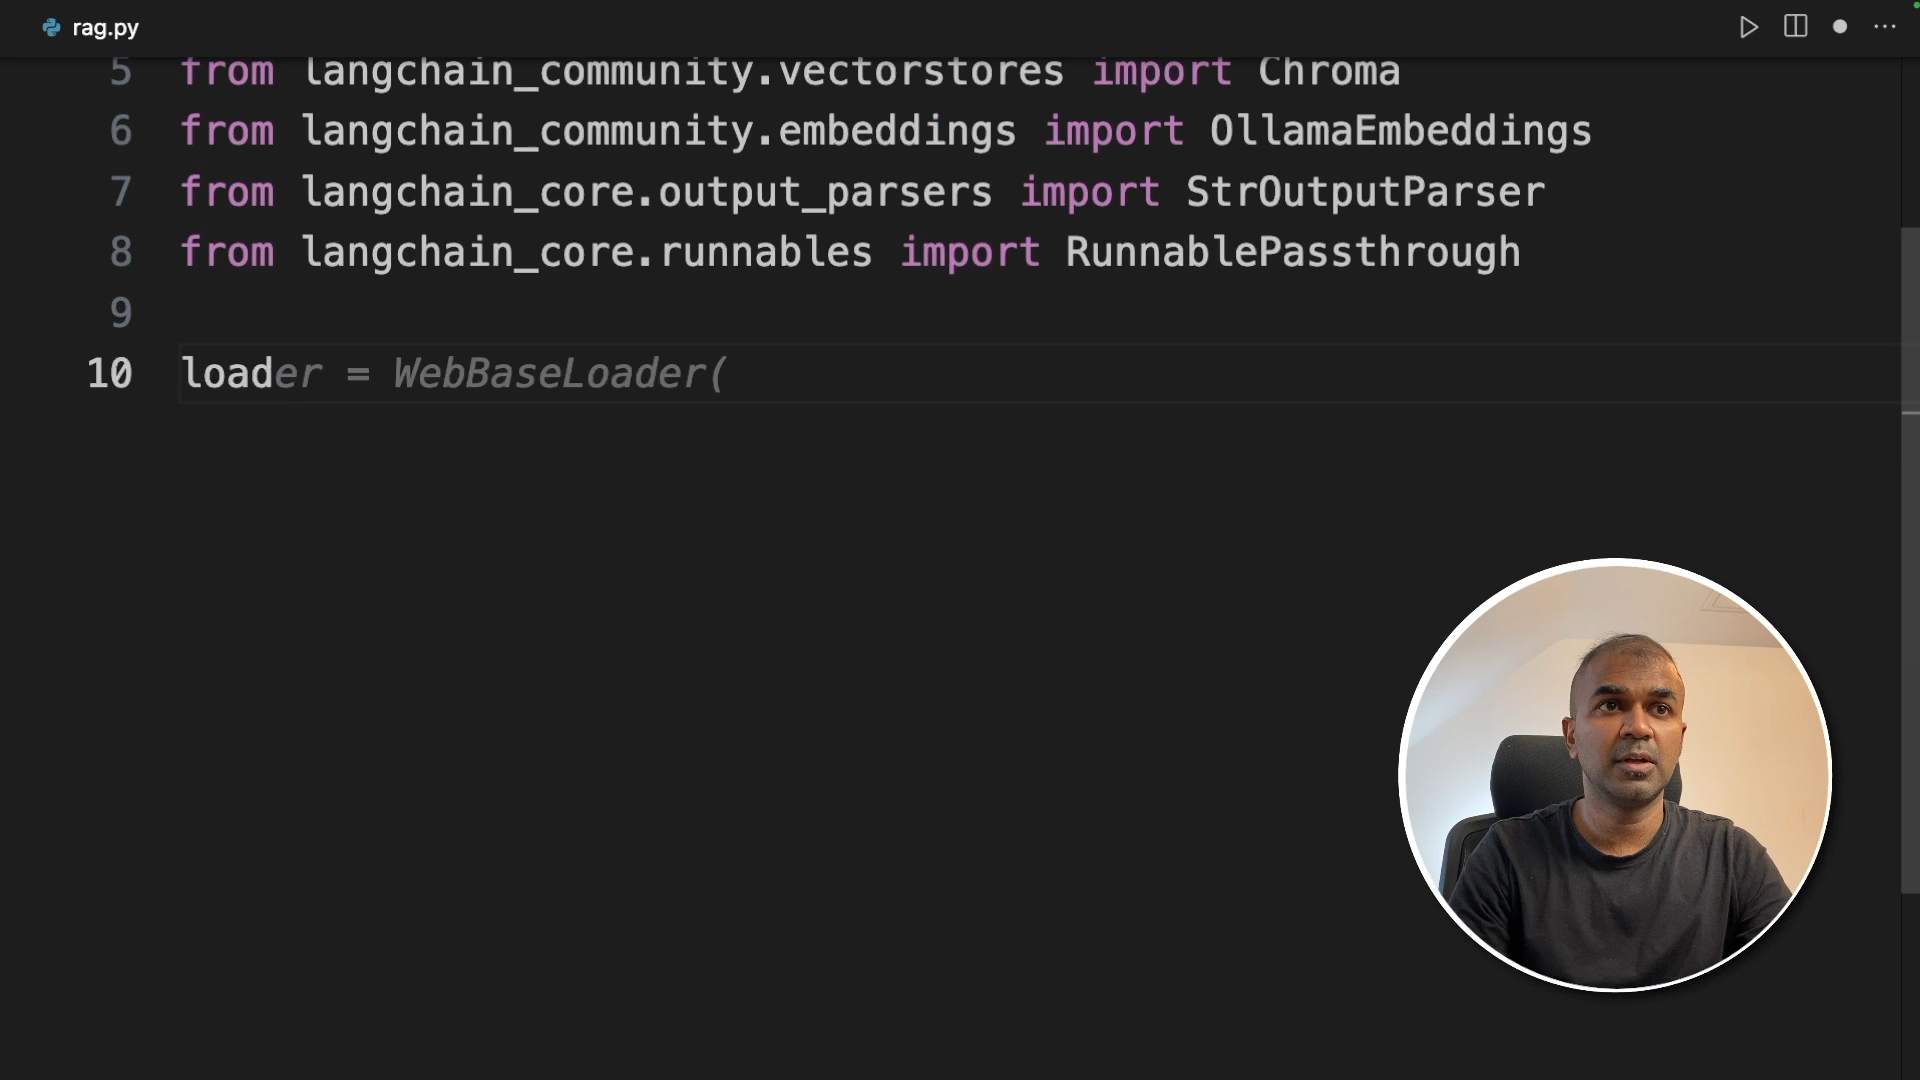 rag.py
5 from langchain_community.vectorstores import Chroma
6 from langchain_community.embeddings import OllamaEmbeddings
7 from langchain_core.output_parsers import StrOutputParser
8 from langchain_core.runnables import RunnablePassthrough
9
10 loader = WebBaseLoader(